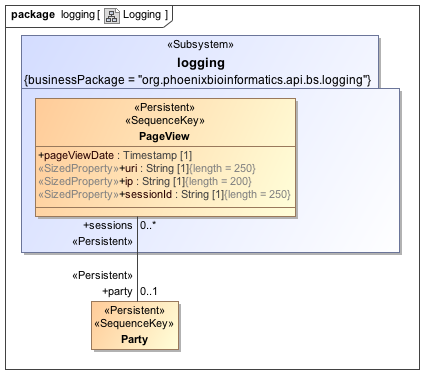 package logging [ Logging ]
«Subsystem»
logging
{businessPackage = "org.phoenixbioinformatics.api.bs.logging"}
«Persistent»
«SequenceKey»
PageView
+pageViewDate : Timestamp [1]
«SizedProperty»+uri : String [1]{length = 250}
«SizedProperty»+ip : String [1]{length = 200}
«SizedProperty»+sessionId : String [1]{length = 250}
+sessions 0..*
«Persistent»
«Persistent»
+party 0..1
«Persistent»
«SequenceKey»
Party